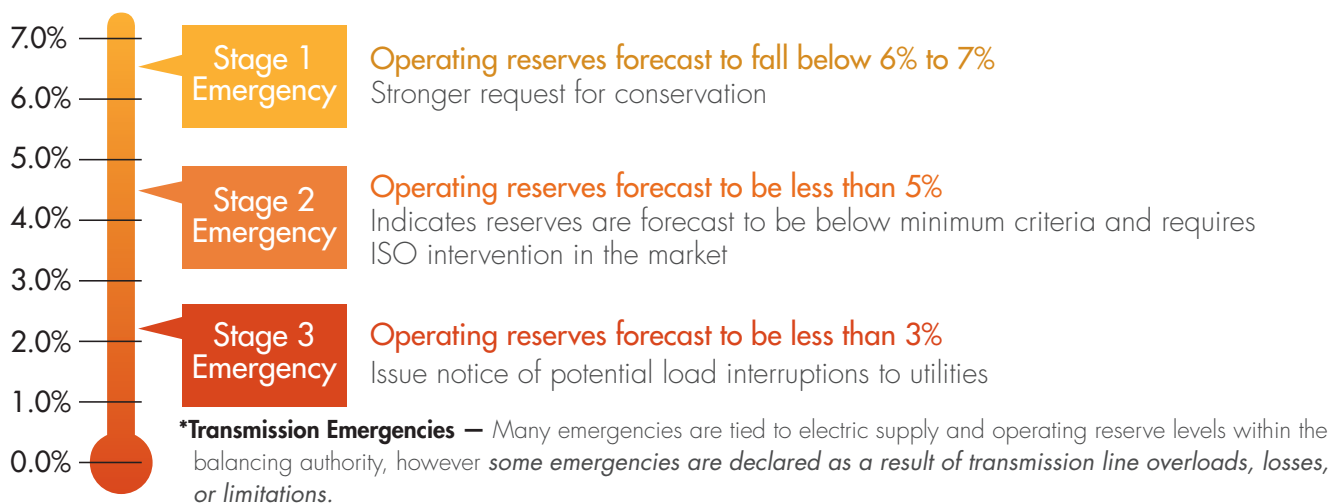 7.0%
6.0%
5.0%
4.0%
3.0%
2.0%
1.0%
0.0%
Stage 1
Emergency
Operating reserves forecast to fall below 6% to 7%
Stronger request for conservation
Stage 2
Emergency
Operating reserves forecast to be less than 5%
Indicates reserves are forecast to be below minimum criteria and requires
ISO intervention in the market
Stage 3
Emergency
Operating reserves forecast to be less than 3%
Issue notice of potential load interruptions to utilities
*Transmission Emergencies — Many emergencies are tied to electric supply and operating reserve levels within the
balancing authority, however some emergencies are declared as a result of transmission line overloads, losses,
or limitations.